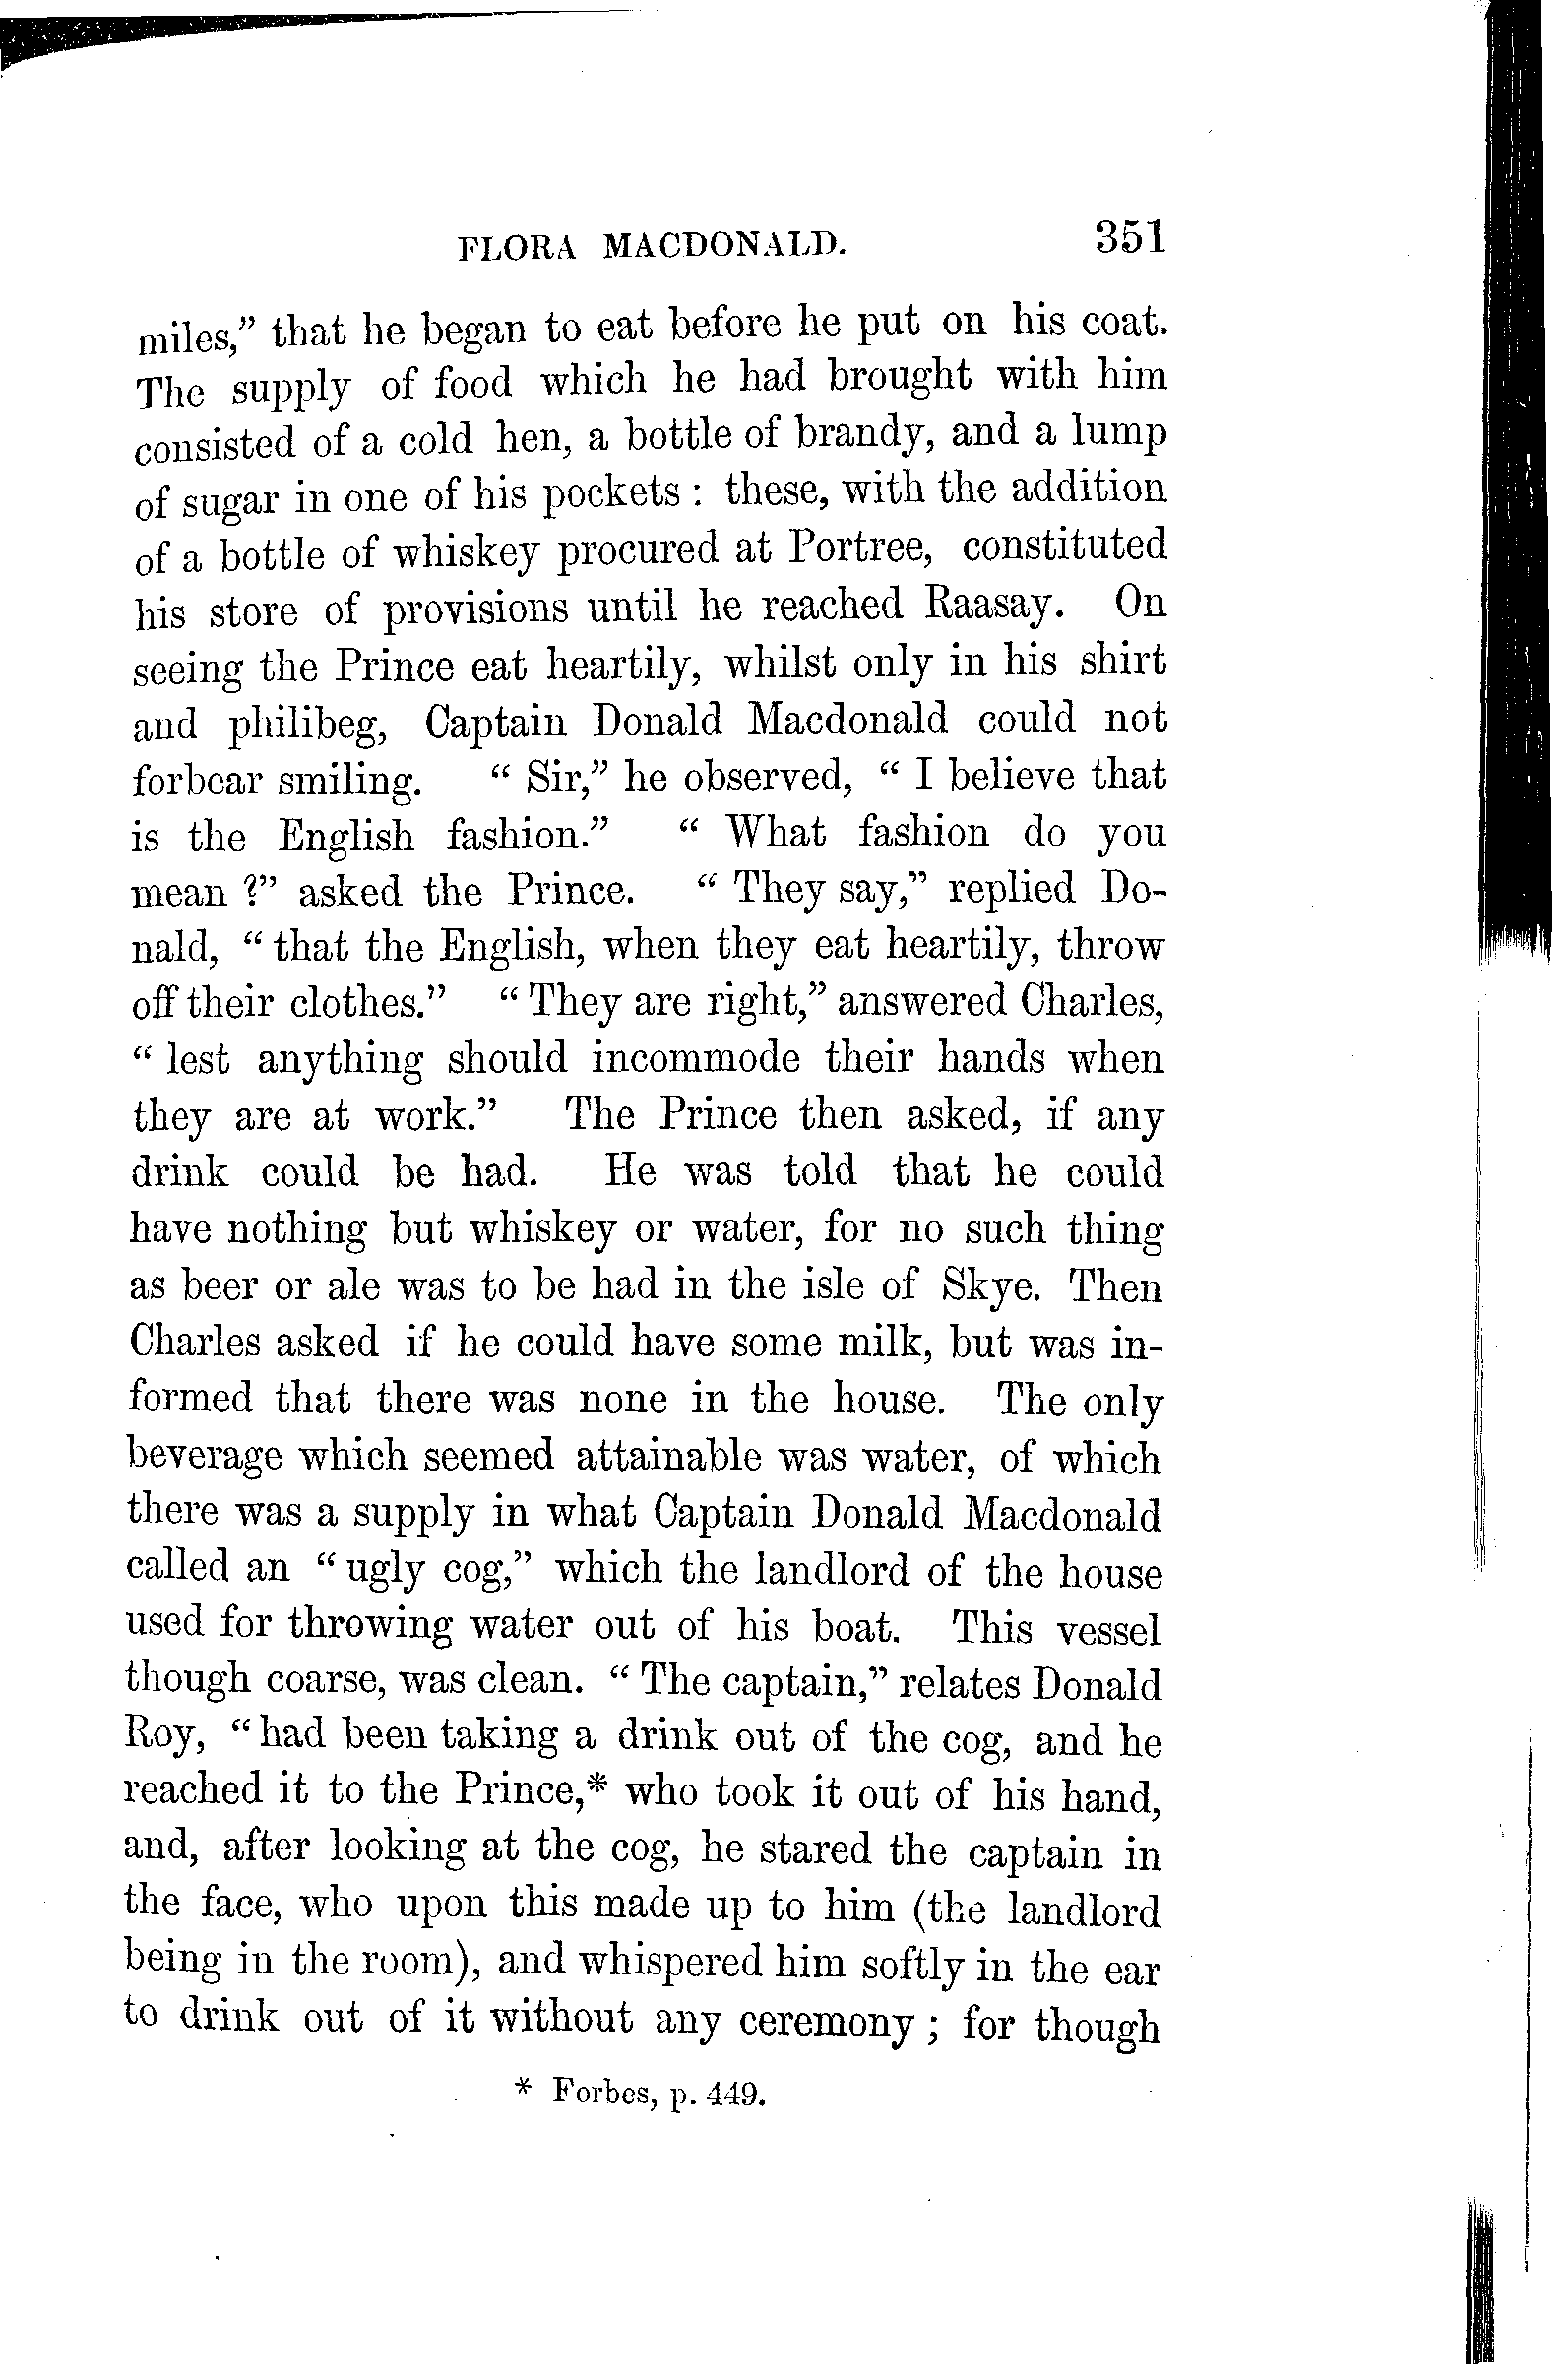 FLORA MACDONALD. 351
miles,” that he began to eat before he put on his coat.
The supply of food which he had brought with him
consisted of a cold hen, a bottle of brandy, and a lump
of sugar in one of his pockets : these, with the addition
of a bottle of whiskey procured at Portree, constituted
his store of provisions until he reached Raasay. On
seeing the Prince eat heartily, whilst only in his shirt
and philibeg, Captain Donald Macdonald could not
forbear smiling. “ Sir,” he observed, “ I believe that
is the English fashion.” “ What fashion do you
mean ?” asked the Prince. “ They say,” replied Do-
nald, “ that the English, when they eat heartily, throw
off their clothes.” “ They are right,” answered Charles,
“ lest anything should incommode their hands when
they are at work.” The Prince then asked, if any
drink could be had. He was told that he could
have nothing but whiskey or water, for no such thing
as beer or ale was to be had in the isle of Skye. Then
Charles asked if he could have some milk, but was in-
formed that there was none in the house. The only
beverage which seemed attainable was water, of which
there was a supply in what Captain Donald Macdonald
called an “ ugly cog,” which the landlord of the house
used for throwing water out of his boat. This vessel
though coarse, was clean. “ The captain,” relates Donald
Roy, “ had been taking a drink out of the cog, and he
reached it to the Prince,* who took it out of his hand,
and, after looking at the cog, he stared the captain in
the face, who upon this made up to him (the landlord
being in the room), and whispered him softly in the ear
to drink out of it without any ceremony ; for though
* Forbes, p. 449.